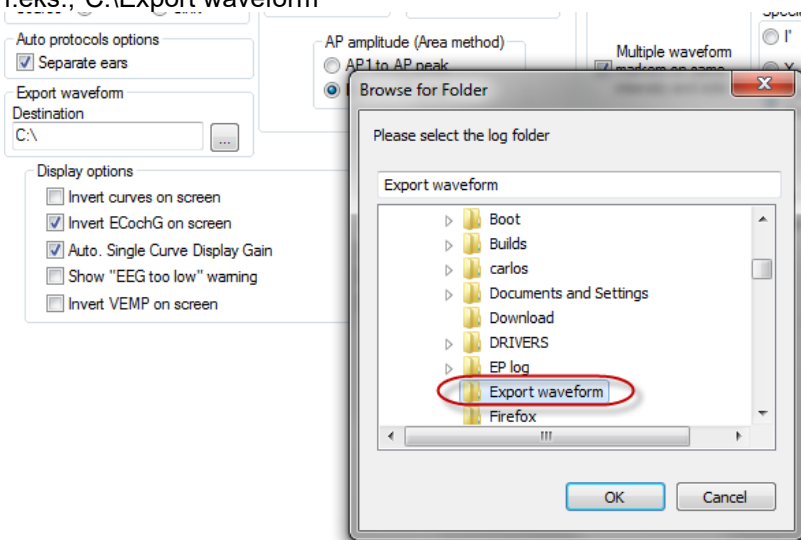 f.eks., C:\Export waveform
Auto protocols options
Separate ears
Export waveform
Destination
C:\
...
AP amplitude (Area method)
AP1 to AP peak
Multiple waveform
Display options
Invert curves on screen
Invert ECochG on screen
Auto. Single Curve Display Gain
Show "EEG too low" warning
Invert VEMP on screen
Browse for Folder
Please select the log folder
Export waveform
Boot
Builds
carlos
Documents and Settings
Download
DRIVERS
EP log
Export waveform
Firefox
OK
Cancel